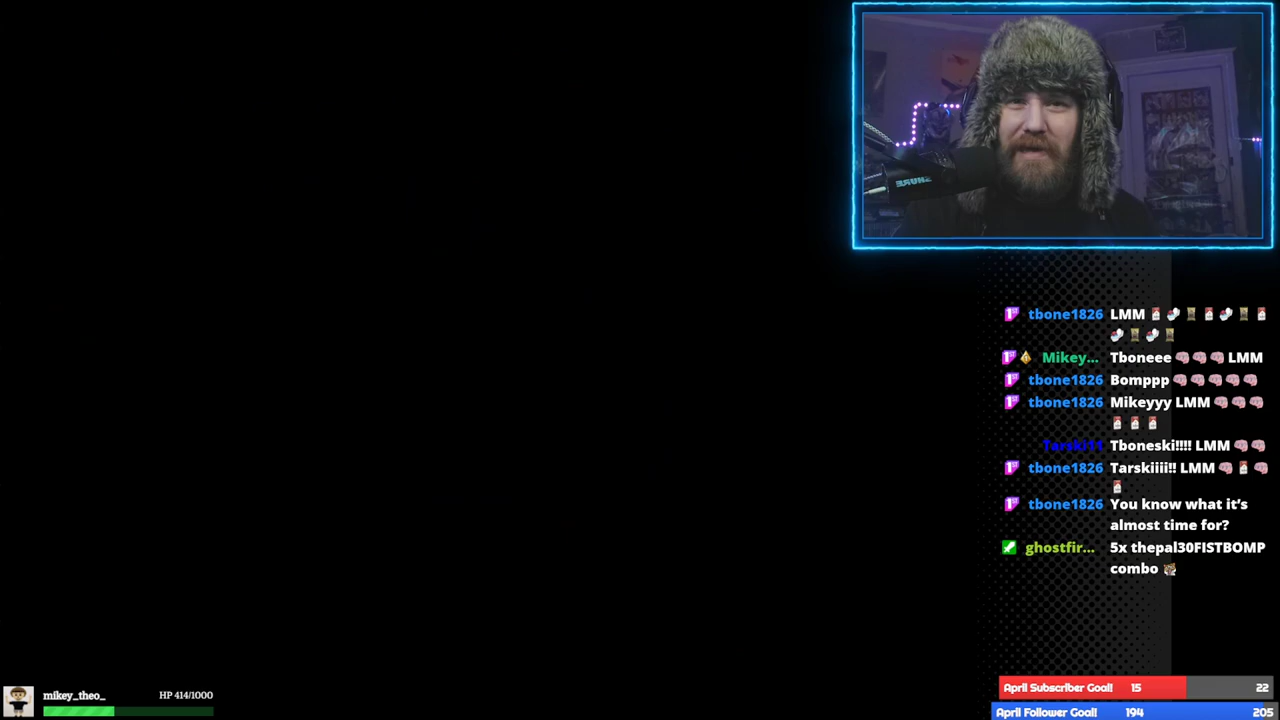 tbone1826 LMM
Mikey... Tboneee LMM
tbone1826 Bomppp
tbone1826 Mikeyyy LMM
Tarski11 Tboneski!!!! LMM
tbone1826 Tarskiiii!! LMM
tbone1826 You know what it's
almost time for?
ghostfir... 5x thepal30FISTBOMP
combo
mikey_theo_ HP 414/1000
April Subscriber Goal! 15 22
April Follower Goal! 194 205